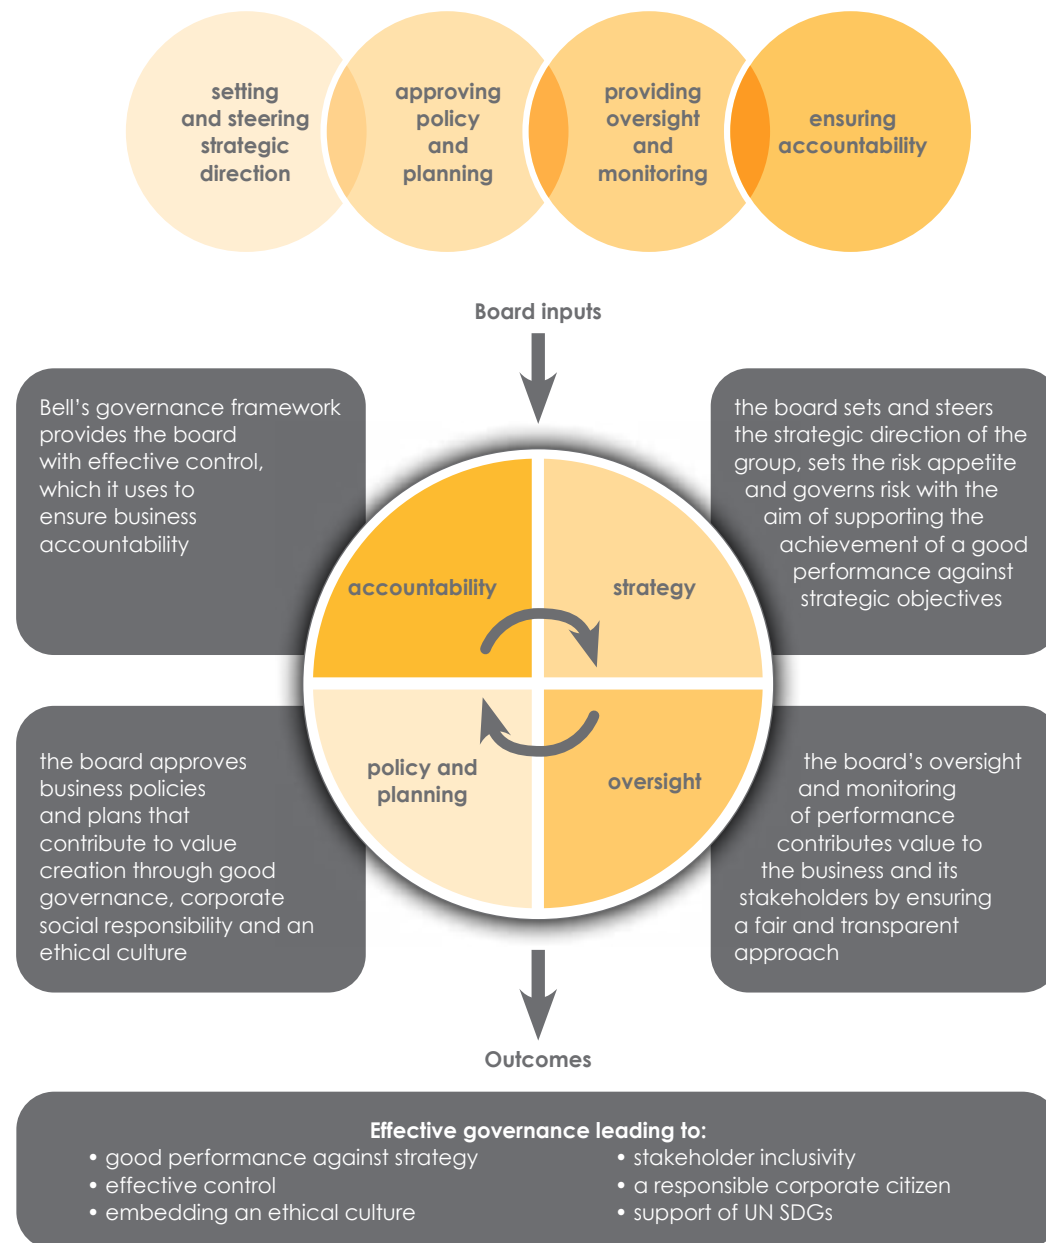 setting
and steering
strategic
direction
approving
policy
and
planning
providing
oversight
and
monitoring
ensuring
accountability
Board inputs
Bell’s governance framework
provides the board
with effective control,
which it uses to
ensure business
accountability
the board sets and steers
the strategic direction of the
group, sets the risk appetite
and governs risk with the
aim of supporting the
achievement of a good
performance against
strategic objectives
accountability
strategy
policy and
planning
oversight
the board approves
business policies
and plans that
contribute to value
creation through good
governance, corporate
social responsibility and an
ethical culture
the board’s oversight
and monitoring
of performance
contributes value to
the business and its
stakeholders by ensuring
a fair and transparent
approach
Outcomes
Effective governance leading to:
• good performance against strategy
• effective control
• embedding an ethical culture
• stakeholder inclusivity
• a responsible corporate citizen
• support of UN SDGs